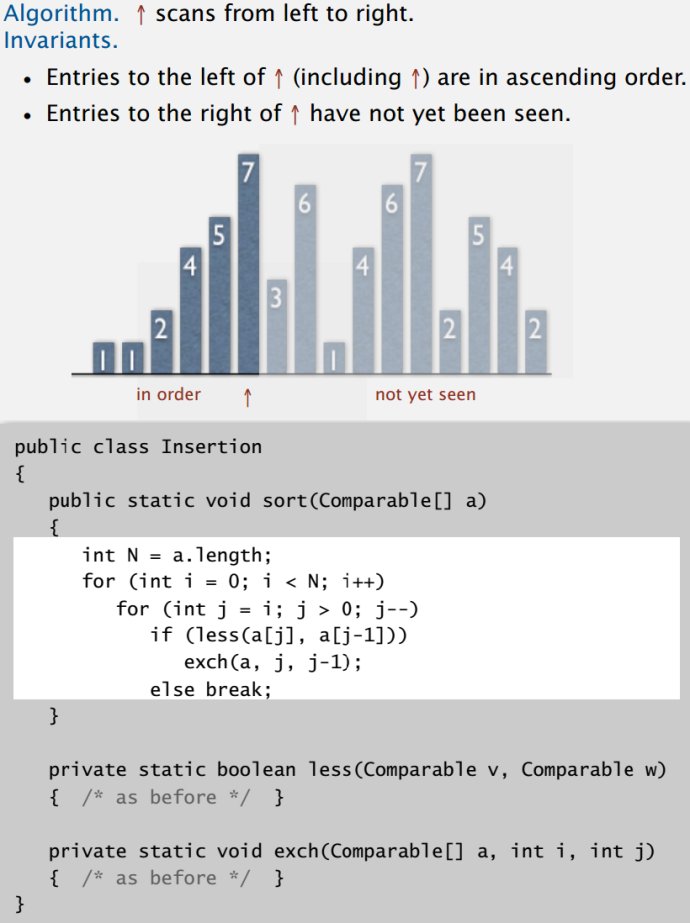 Algorithm. ↑ scans from left to right.
Invariants.
• Entries to the left of ↑ (including ↑) are in ascending order.
• Entries to the right of ↑ have not yet been seen.
1 1 2 4 5 7 3 6 1 4 6 7 2 5 4 2
in order ↑ not yet seen
public class Insertion
{
   public static void sort(Comparable[] a)
   {
      int N = a.length;
      for (int i = 0; i < N; i++)
         for (int j = i; j > 0; j--)
            if (less(a[j], a[j-1]))
               exch(a, j, j-1);
            else break;
   }
   private static boolean less(Comparable v, Comparable w)
   {  /* as before */  }
   private static void exch(Comparable[] a, int i, int j)
   {  /* as before */  }
}